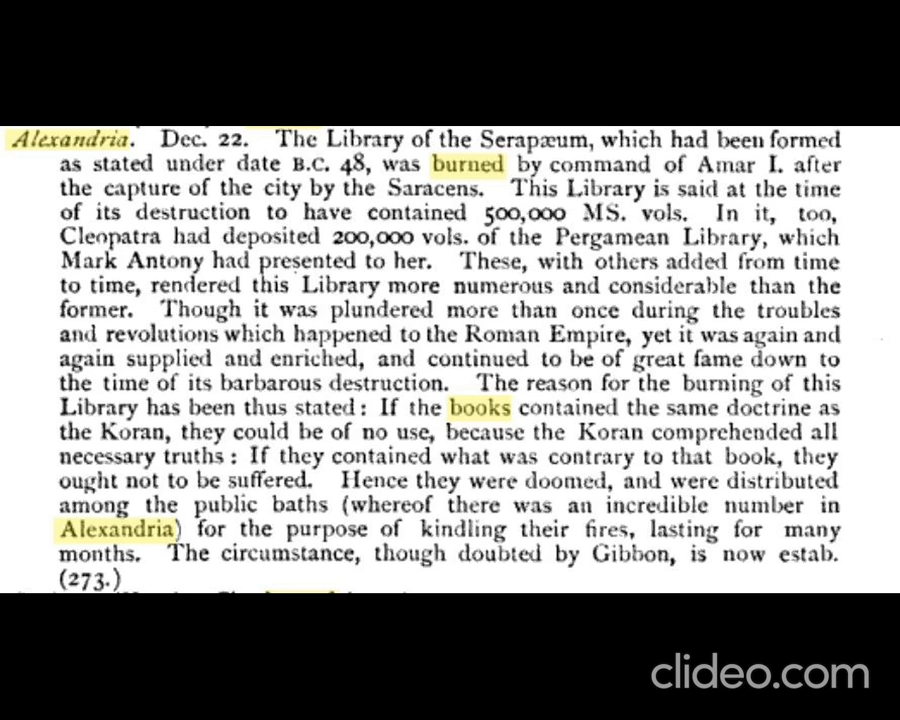 Alexandria. Dec. 22. The Library of the Serapæum, which had been formed
as stated under date B.C. 48, was burned by command of Amar I. after
the capture of the city by the Saracens. This Library is said at the time
of its destruction to have contained 500,000 MS. vols. In it, too,
Cleopatra had deposited 200,000 vols. of the Pergamean Library, which
Mark Antony had presented to her. These, with others added from time
to time, rendered this Library more numerous and considerable than the
former. Though it was plundered more than once during the troubles
and revolutions which happened to the Roman Empire, yet it was again and
again supplied and enriched, and continued to be of great fame down to
the time of its barbarous destruction. The reason for the burning of this
Library has been thus stated: If the books contained the same doctrine as
the Koran, they could be of no use, because the Koran comprehended all
necessary truths: If they contained what was contrary to that book, they
ought not to be suffered. Hence they were doomed, and were distributed
among the public baths (whereof there was an incredible number in
Alexandria) for the purpose of kindling their fires, lasting for many
months. The circumstance, though doubted by Gibbon, is now estab.
(273.)
clideo.com